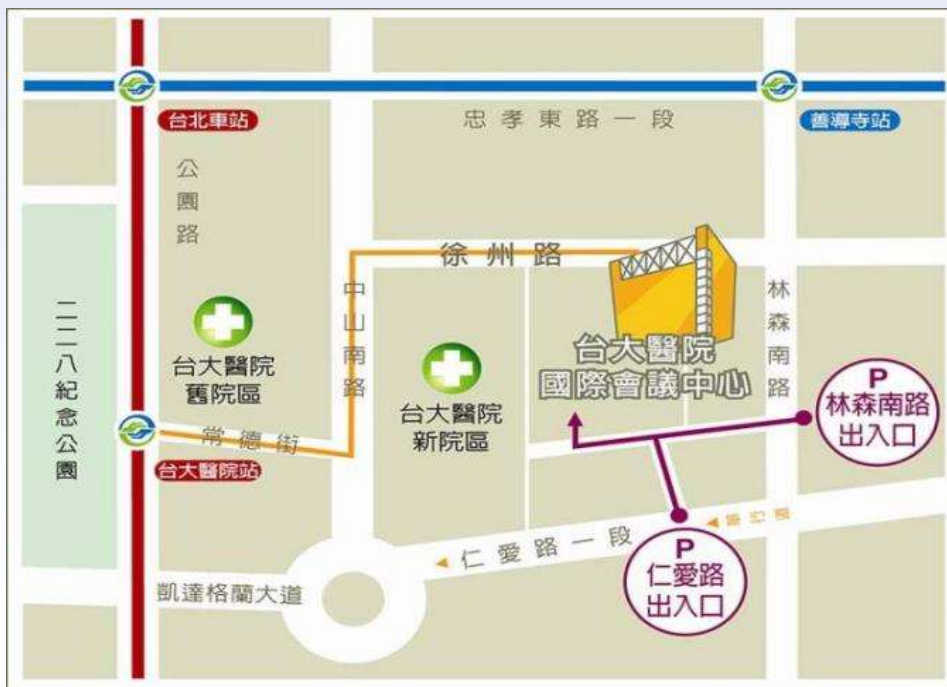 台北車站
忠孝東路一段
善導寺站
公園路
徐州路
二二八紀念公園
中山南路
林森南路
台大醫院
舊院區
台大醫院
新院區
台大醫院
國際會議中心
常德街
台大醫院站
P
林森南路
出入口
仁愛路一段
P
仁愛路
出入口
凱達格蘭大道